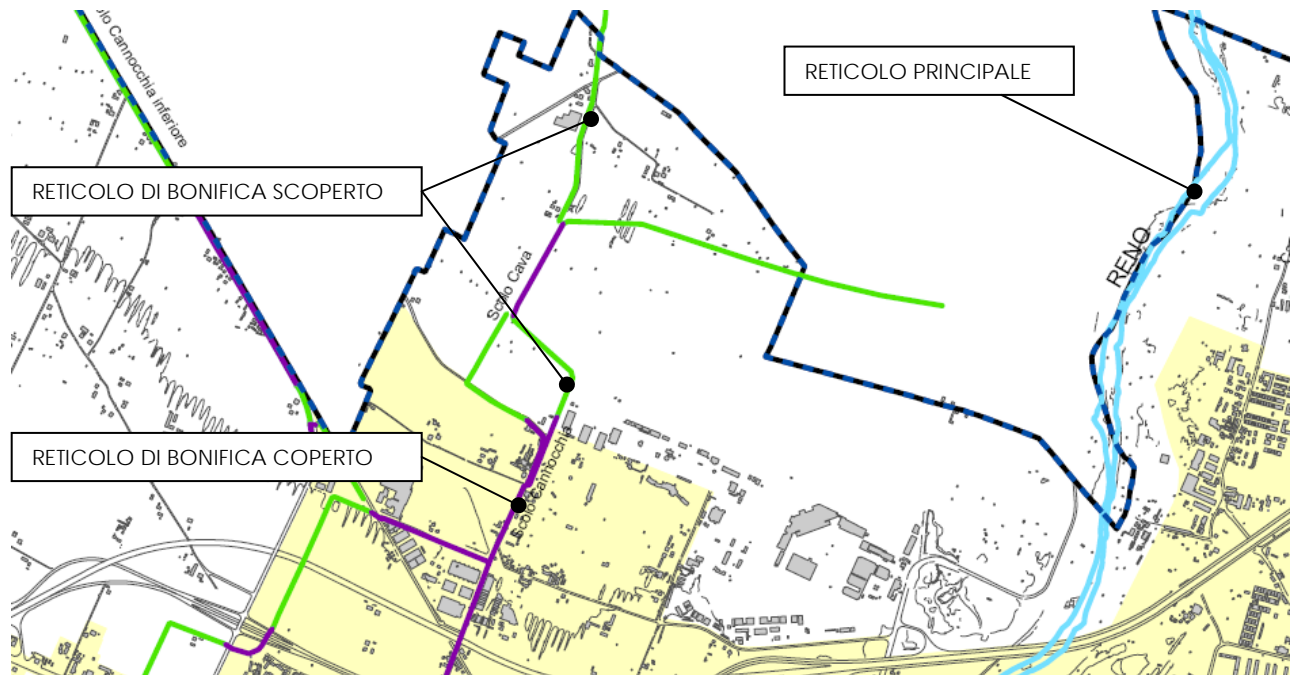 Cannocchia inferiore
RETICOLO PRINCIPALE
RETICOLO DI BONIFICA SCOPERTO
Scolo Cava
RENO
RETICOLO DI BONIFICA COPERTO
Scolo Cannocchia